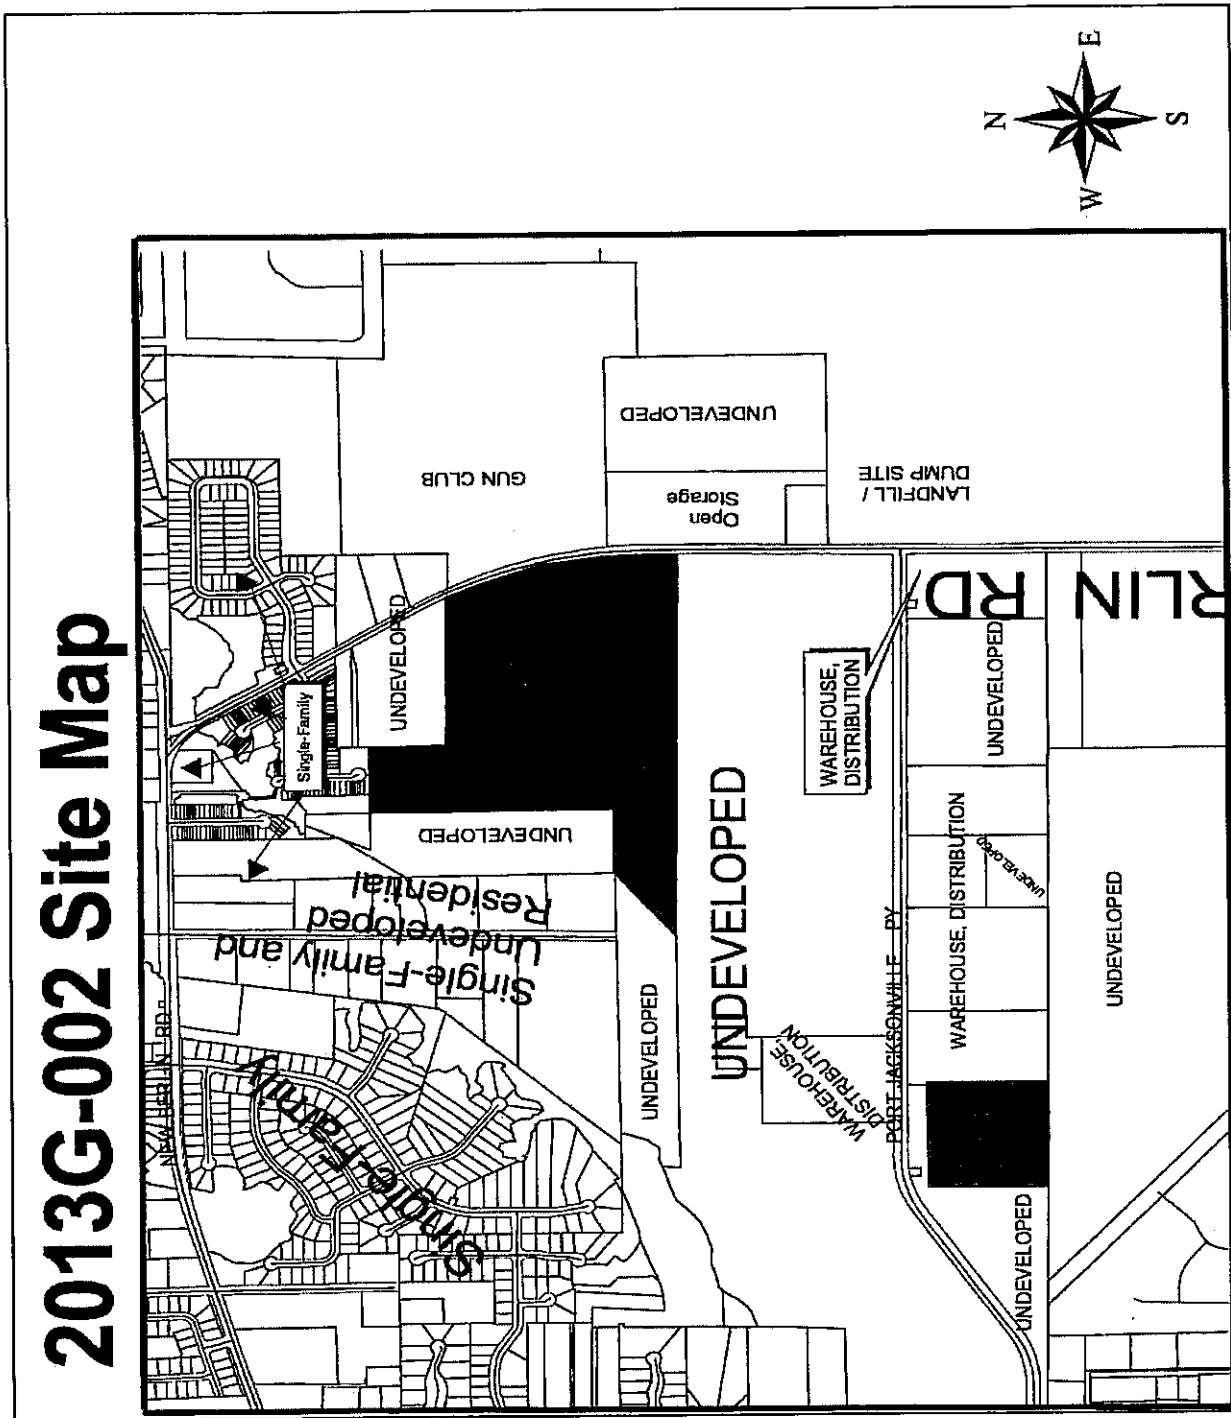 2013G-002 Site Map
N
E
S
W
NEW BERLIN RD
Single-Family
UNDEVELOPED
GUN CLUB
UNDEVELOPED
Open
Storage
LANDFILL /
DUMP SITE
UNDEVELOPED
Single-Family and
Undeveloped
Residential
Single-Family
UNDEVELOPED
UNDEVELOPED
WAREHOUSE,
DISTRIBUTION
WAREHOUSE,
DISTRIBUTION
PORT JACKSONVILLE PY
RD
RLIN
UNDEVELOPED
WAREHOUSE, DISTRIBUTION
UNDEVELOPED
UNDEVELOPED
UNDEVELOPED